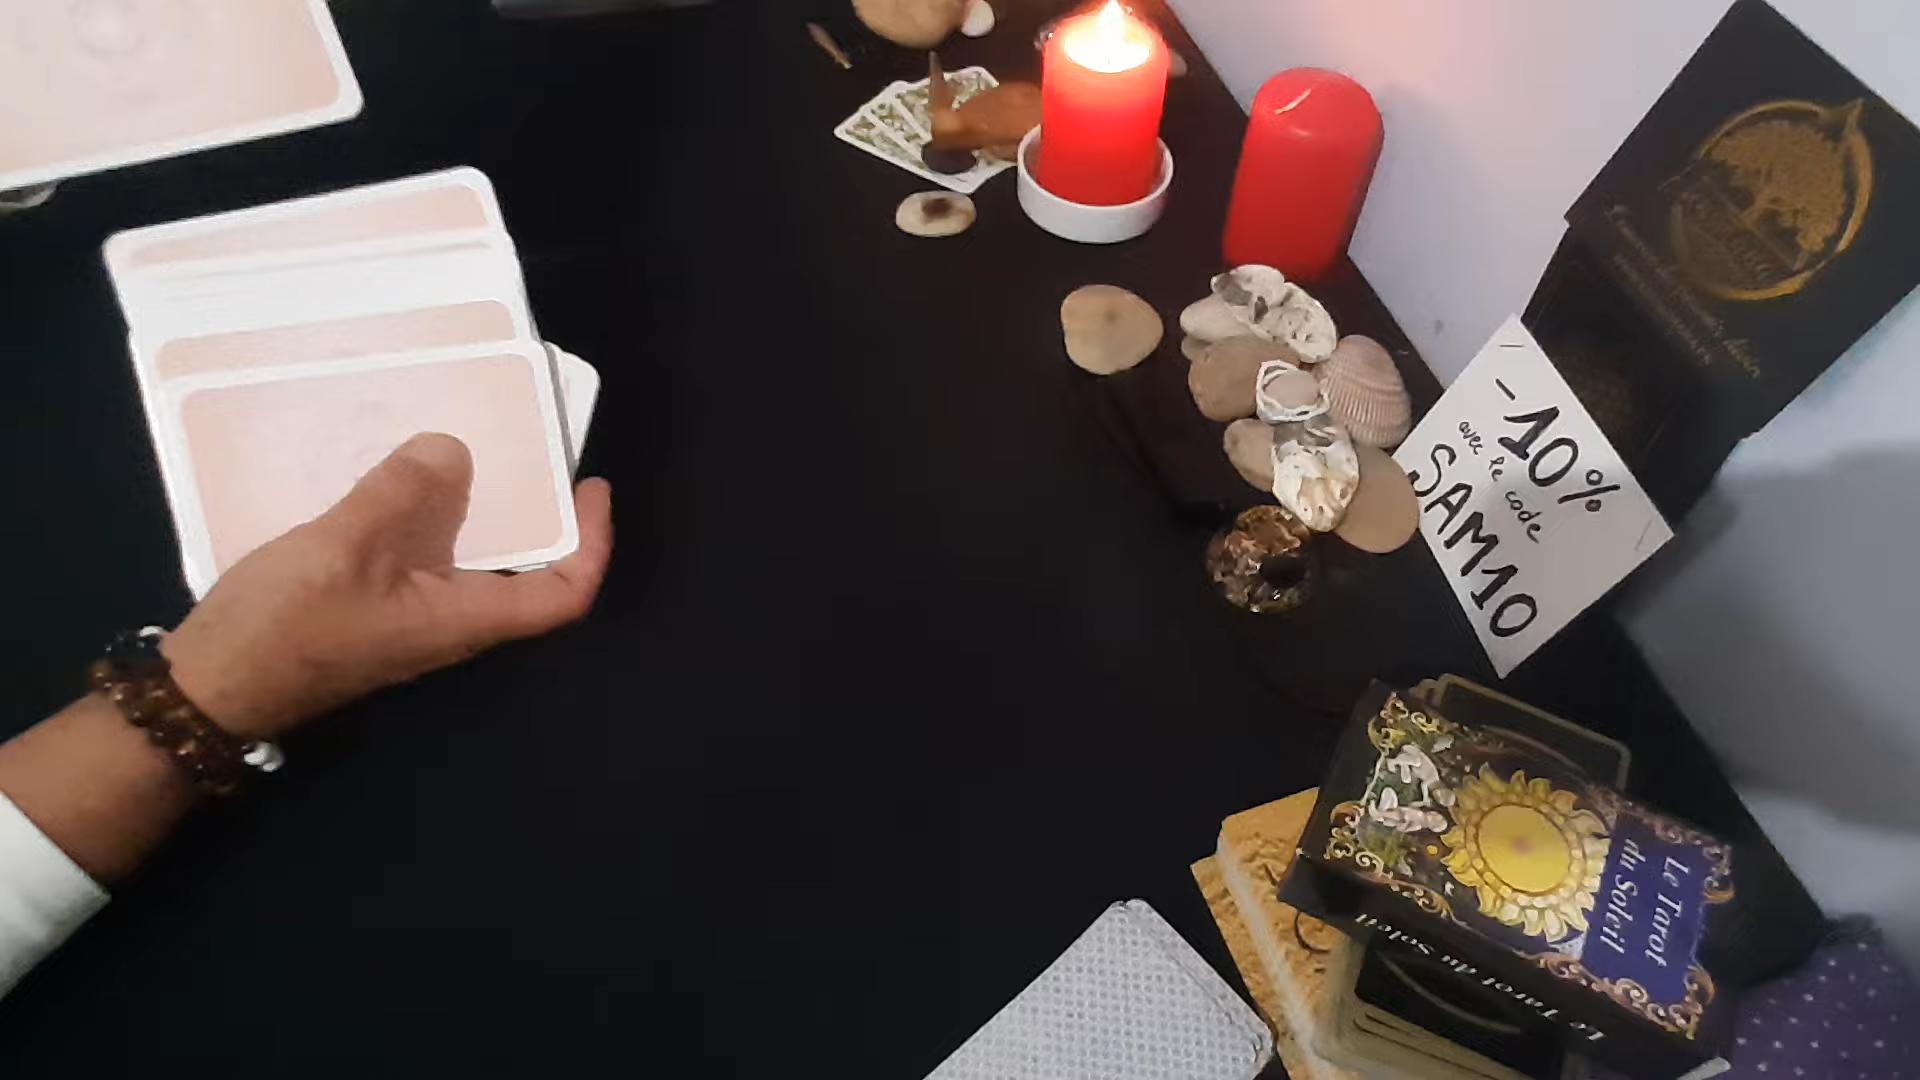 -10%
avec le code
SAM10
Le Tarot
du Soleil
Le Tarot du Soleil